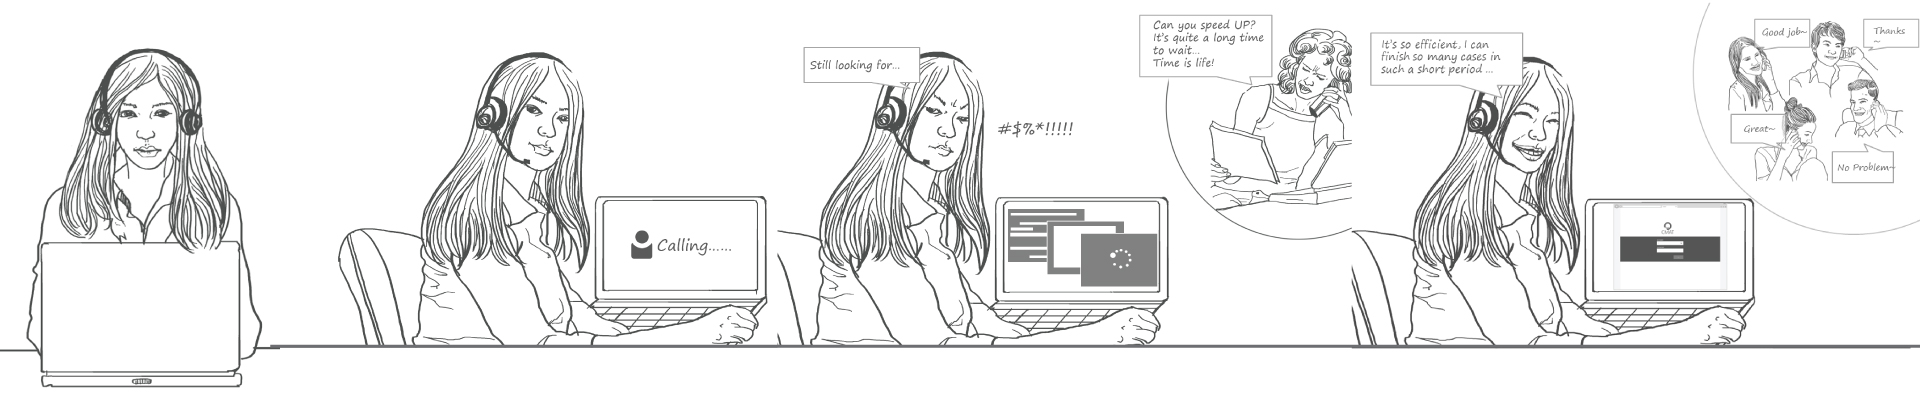 Calling......
Still looking for...
#$%*!!!!!
Can you speed UP?
It's quite a long time
to wait...
Time is life!
It's so efficient, I can
finish so many cases in
such a short period ...
Good job~
Thanks
~
Great~
No Problem~